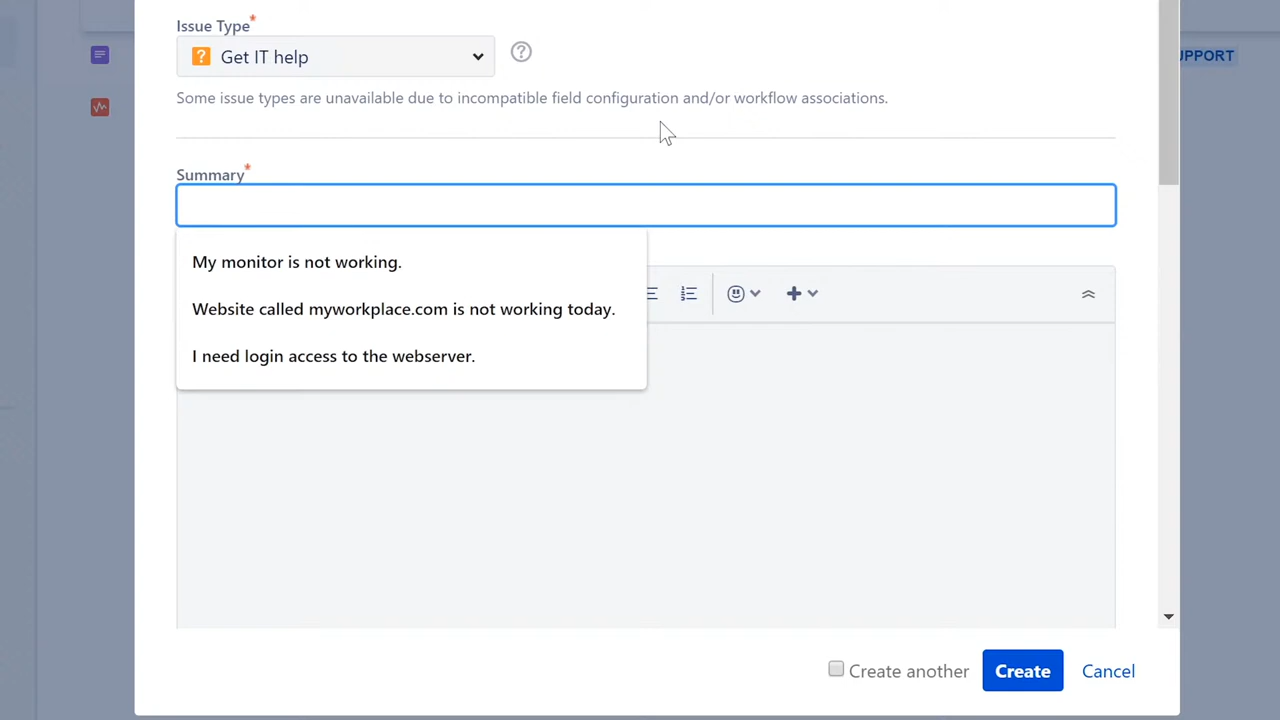 Issue Type*
Get IT help
Some issue types are unavailable due to incompatible field configuration and/or workflow associations.
UPPORT
Summary*
My monitor is not working.
Website called myworkplace.com is not working today.
I need login access to the webserver.
Create another
Create
Cancel